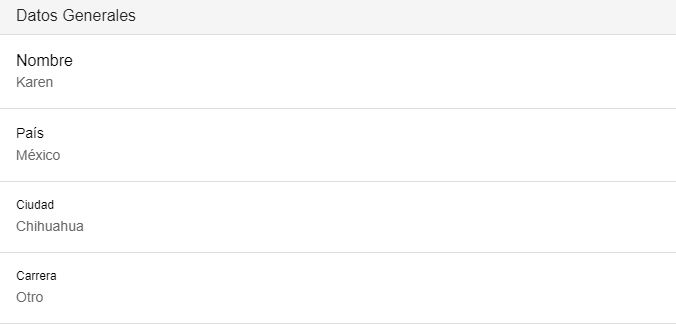 Datos Generales
Nombre
Karen
País
México
Ciudad
Chihuahua
Carrera
Otro